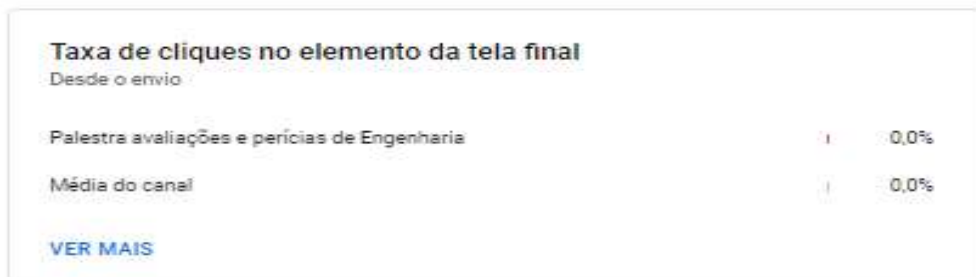 Taxa de cliques no elemento da tela final
Desde o envio
Palestra avaliações e perícias de Engenharia 0,0%
Média do canal 0,0%
VER MAIS